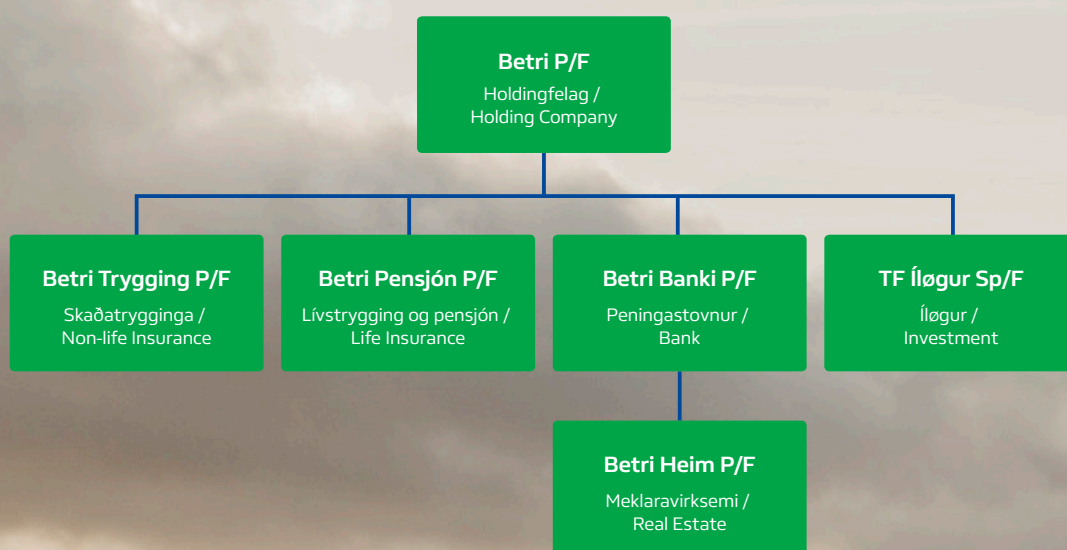 Betri P/F
Holdingfelag /
Holding Company
Betri Trygging P/F
Skaðatrygginga /
Non-life Insurance
Betri Pensjón P/F
Lívstrygging og pensjón /
Life Insurance
Betri Banki P/F
Peningastovnur /
Bank
TF Íløgur Sp/F
Íløgur /
Investment
Betri Heim P/F
Meklaravirksemi /
Real Estate